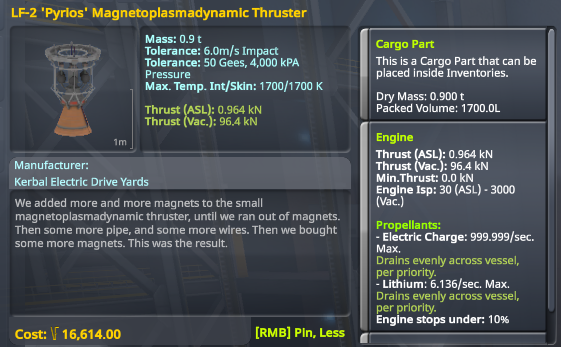 LF-2 'Pyrios' Magnetoplasmadynamic Thruster
Mass: 0.9 t
Tolerance: 6.0m/s Impact
Tolerance: 50 Gees, 4,000 kPA
Pressure
Max. Temp. Int/Skin: 1700/1700 K
Thrust (ASL): 0.964 kN
Thrust (Vac.): 96.4 kN
1m
Manufacturer:
Kerbal Electric Drive Yards
We added more and more magnets to the small
magnetoplasmadynamic thruster, until we ran out of magnets.
Then some more pipe, and some more wires. Then we bought
some more magnets. This was the result.
Cost: 16,614.00
[RMB] Pin, Less
Cargo Part
This is a Cargo Part that can be
placed inside Inventories.
Dry Mass: 0.900 t
Packed Volume: 1700.0L
Engine
Thrust (ASL): 0.964 kN
Thrust (Vac.): 96.4 kN
Min.Thrust: 0.0 kN
Engine Isp: 30 (ASL) - 3000
(Vac.)
Propellants:
- Electric Charge: 999.999/sec.
Max.
Drains evenly across vessel,
per priority.
- Lithium: 6.136/sec. Max.
Drains evenly across vessel,
per priority.
Engine stops under: 10%